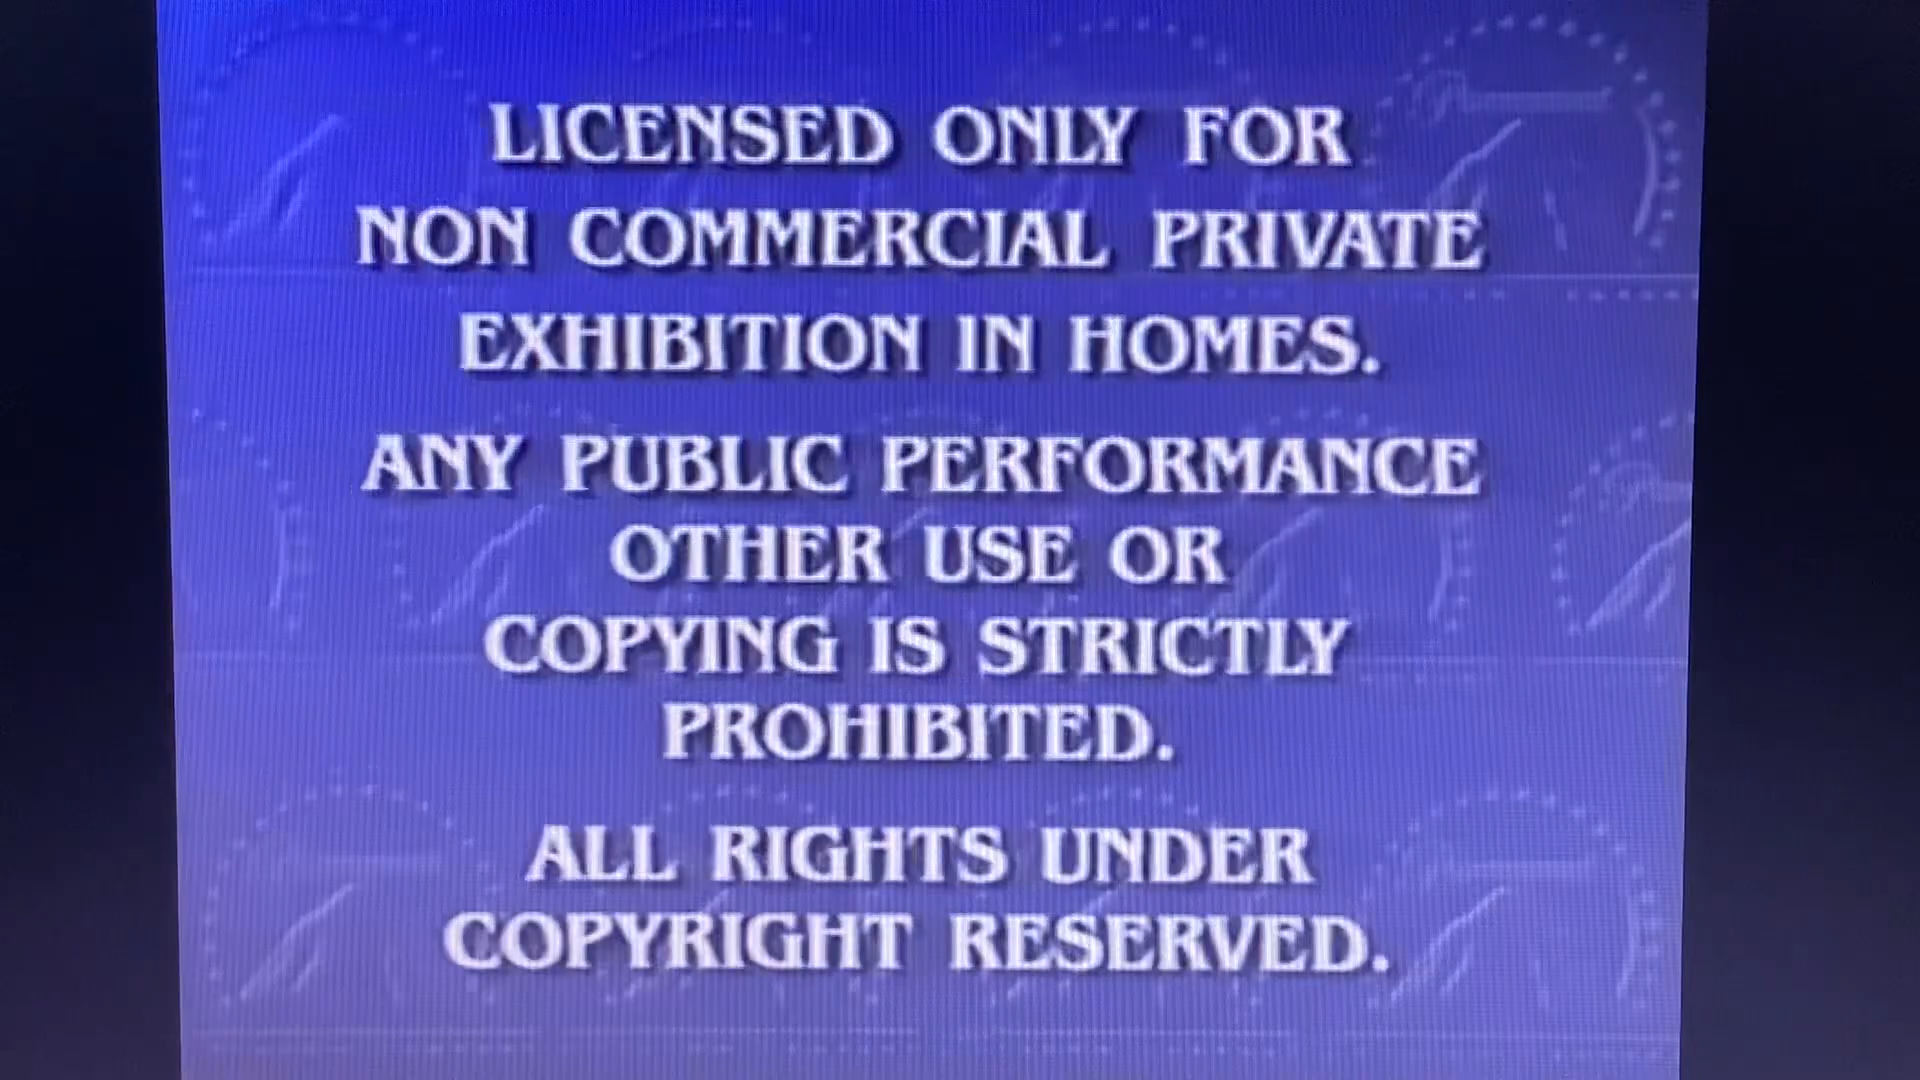 LICENSED ONLY FOR
NON COMMERCIAL PRIVATE
EXHIBITION IN HOMES.
ANY PUBLIC PERFORMANCE
OTHER USE OR
COPYING IS STRICTLY
PROHIBITED.
ALL RIGHTS UNDER
COPYRIGHT RESERVED.